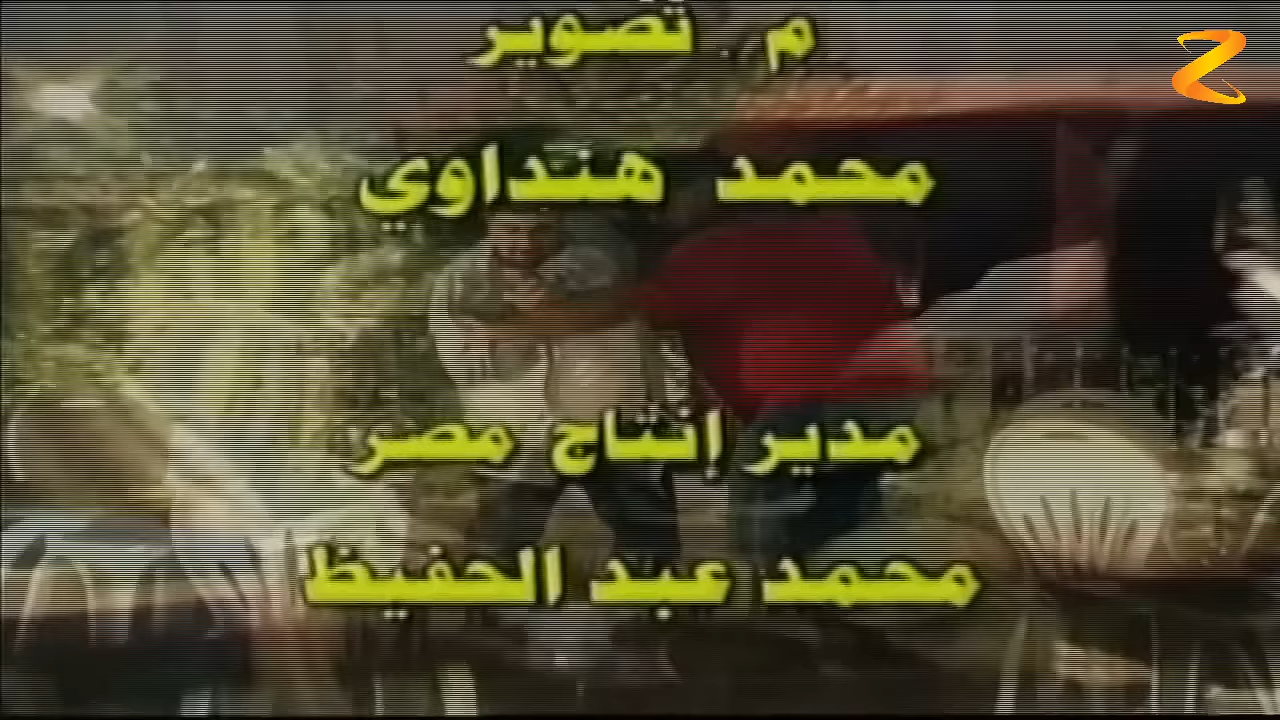 م. تصوير
محمد هنداوي
مدير إنتاج مصر
محمد عبد الحفيظ